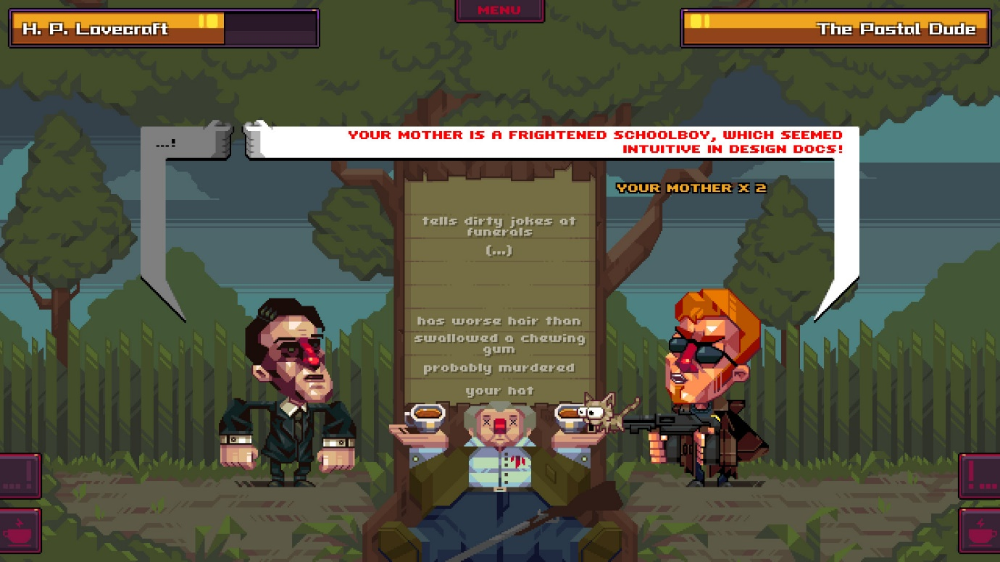 MENU
H. P. Lovecraft
The Postal Dude
...!
YOUR MOTHER IS A FRIGHTENED SCHOOLBOY, WHICH SEEMED
INTUITIVE IN DESIGN DOCS!
YOUR MOTHER X 2
tells dirty jokes at
funerals
(...)
has worse hair than
swallowed a chewing
gum
probably murdered
your hat